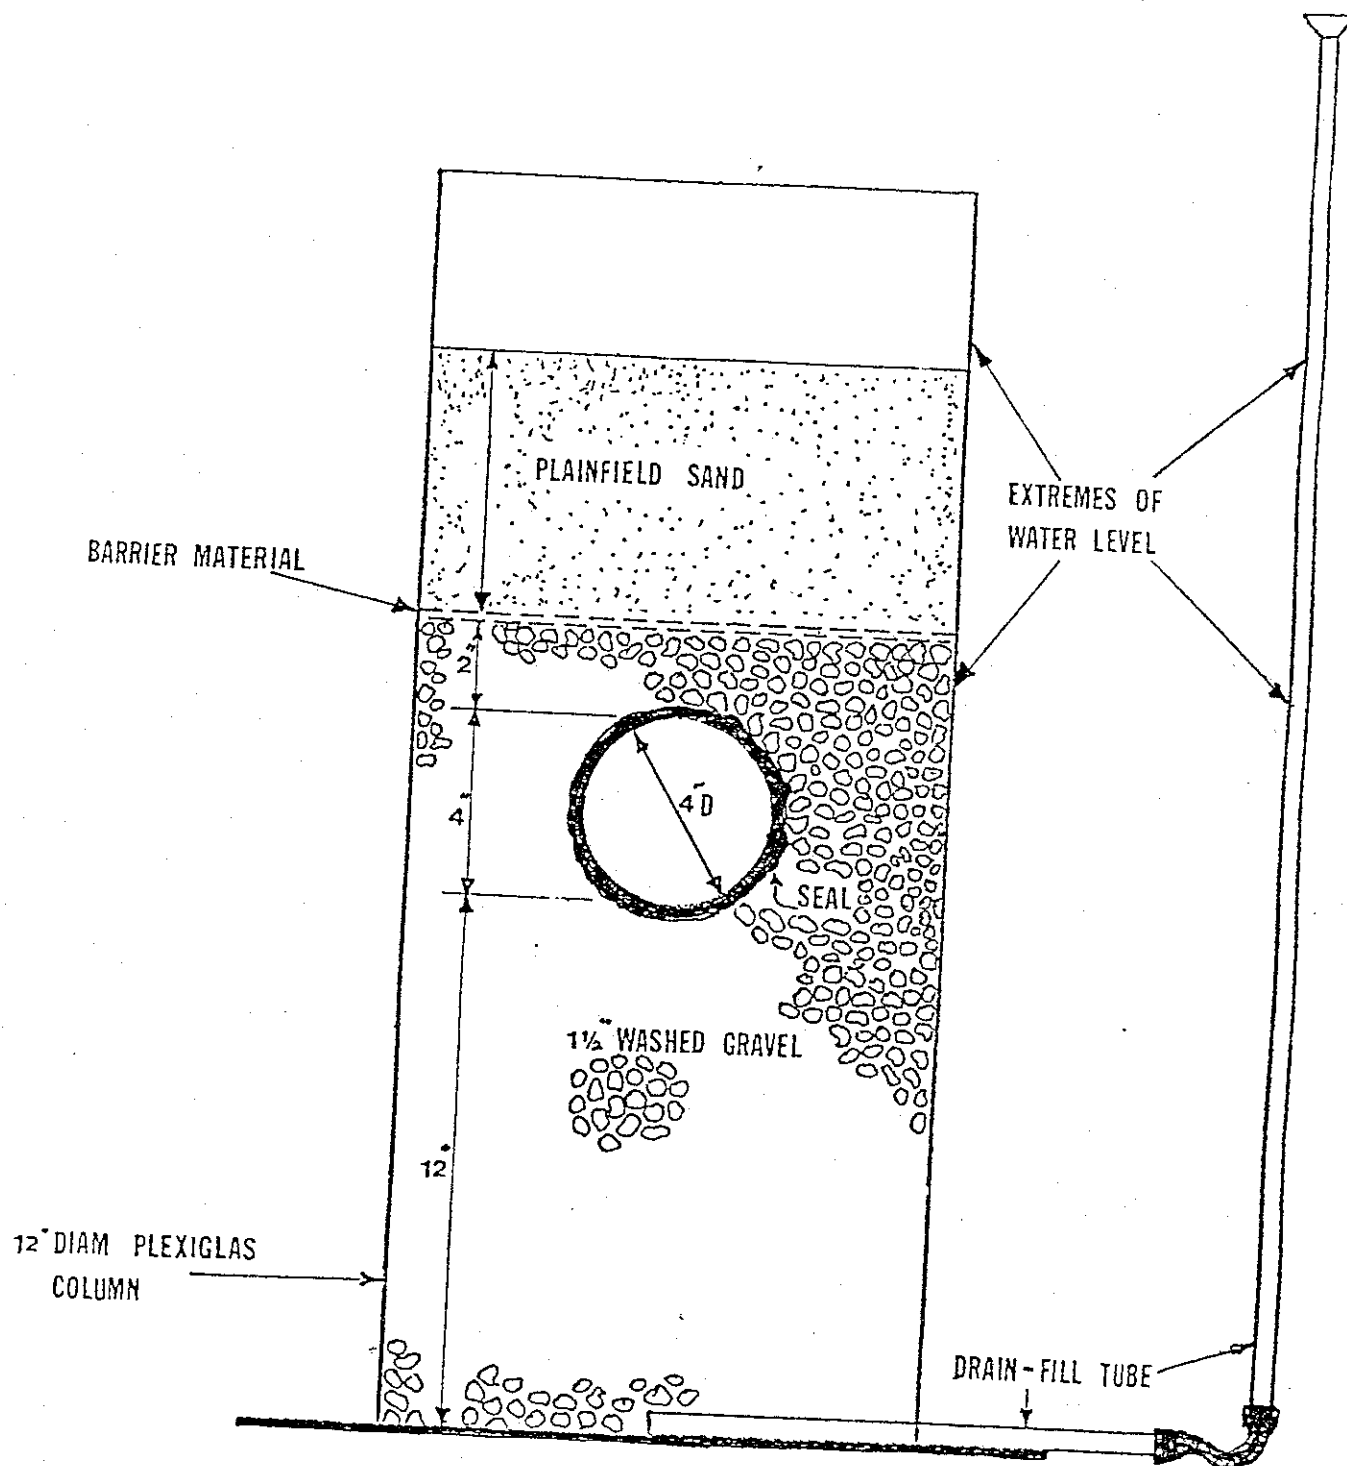 PLAINFIELD SAND
EXTREMES OF
WATER LEVEL
BARRIER MATERIAL
2"
4"
4"D
SEAL
1½" WASHED GRAVEL
12"
12" DIAM PLEXIGLAS
COLUMN
DRAIN-FILL TUBE